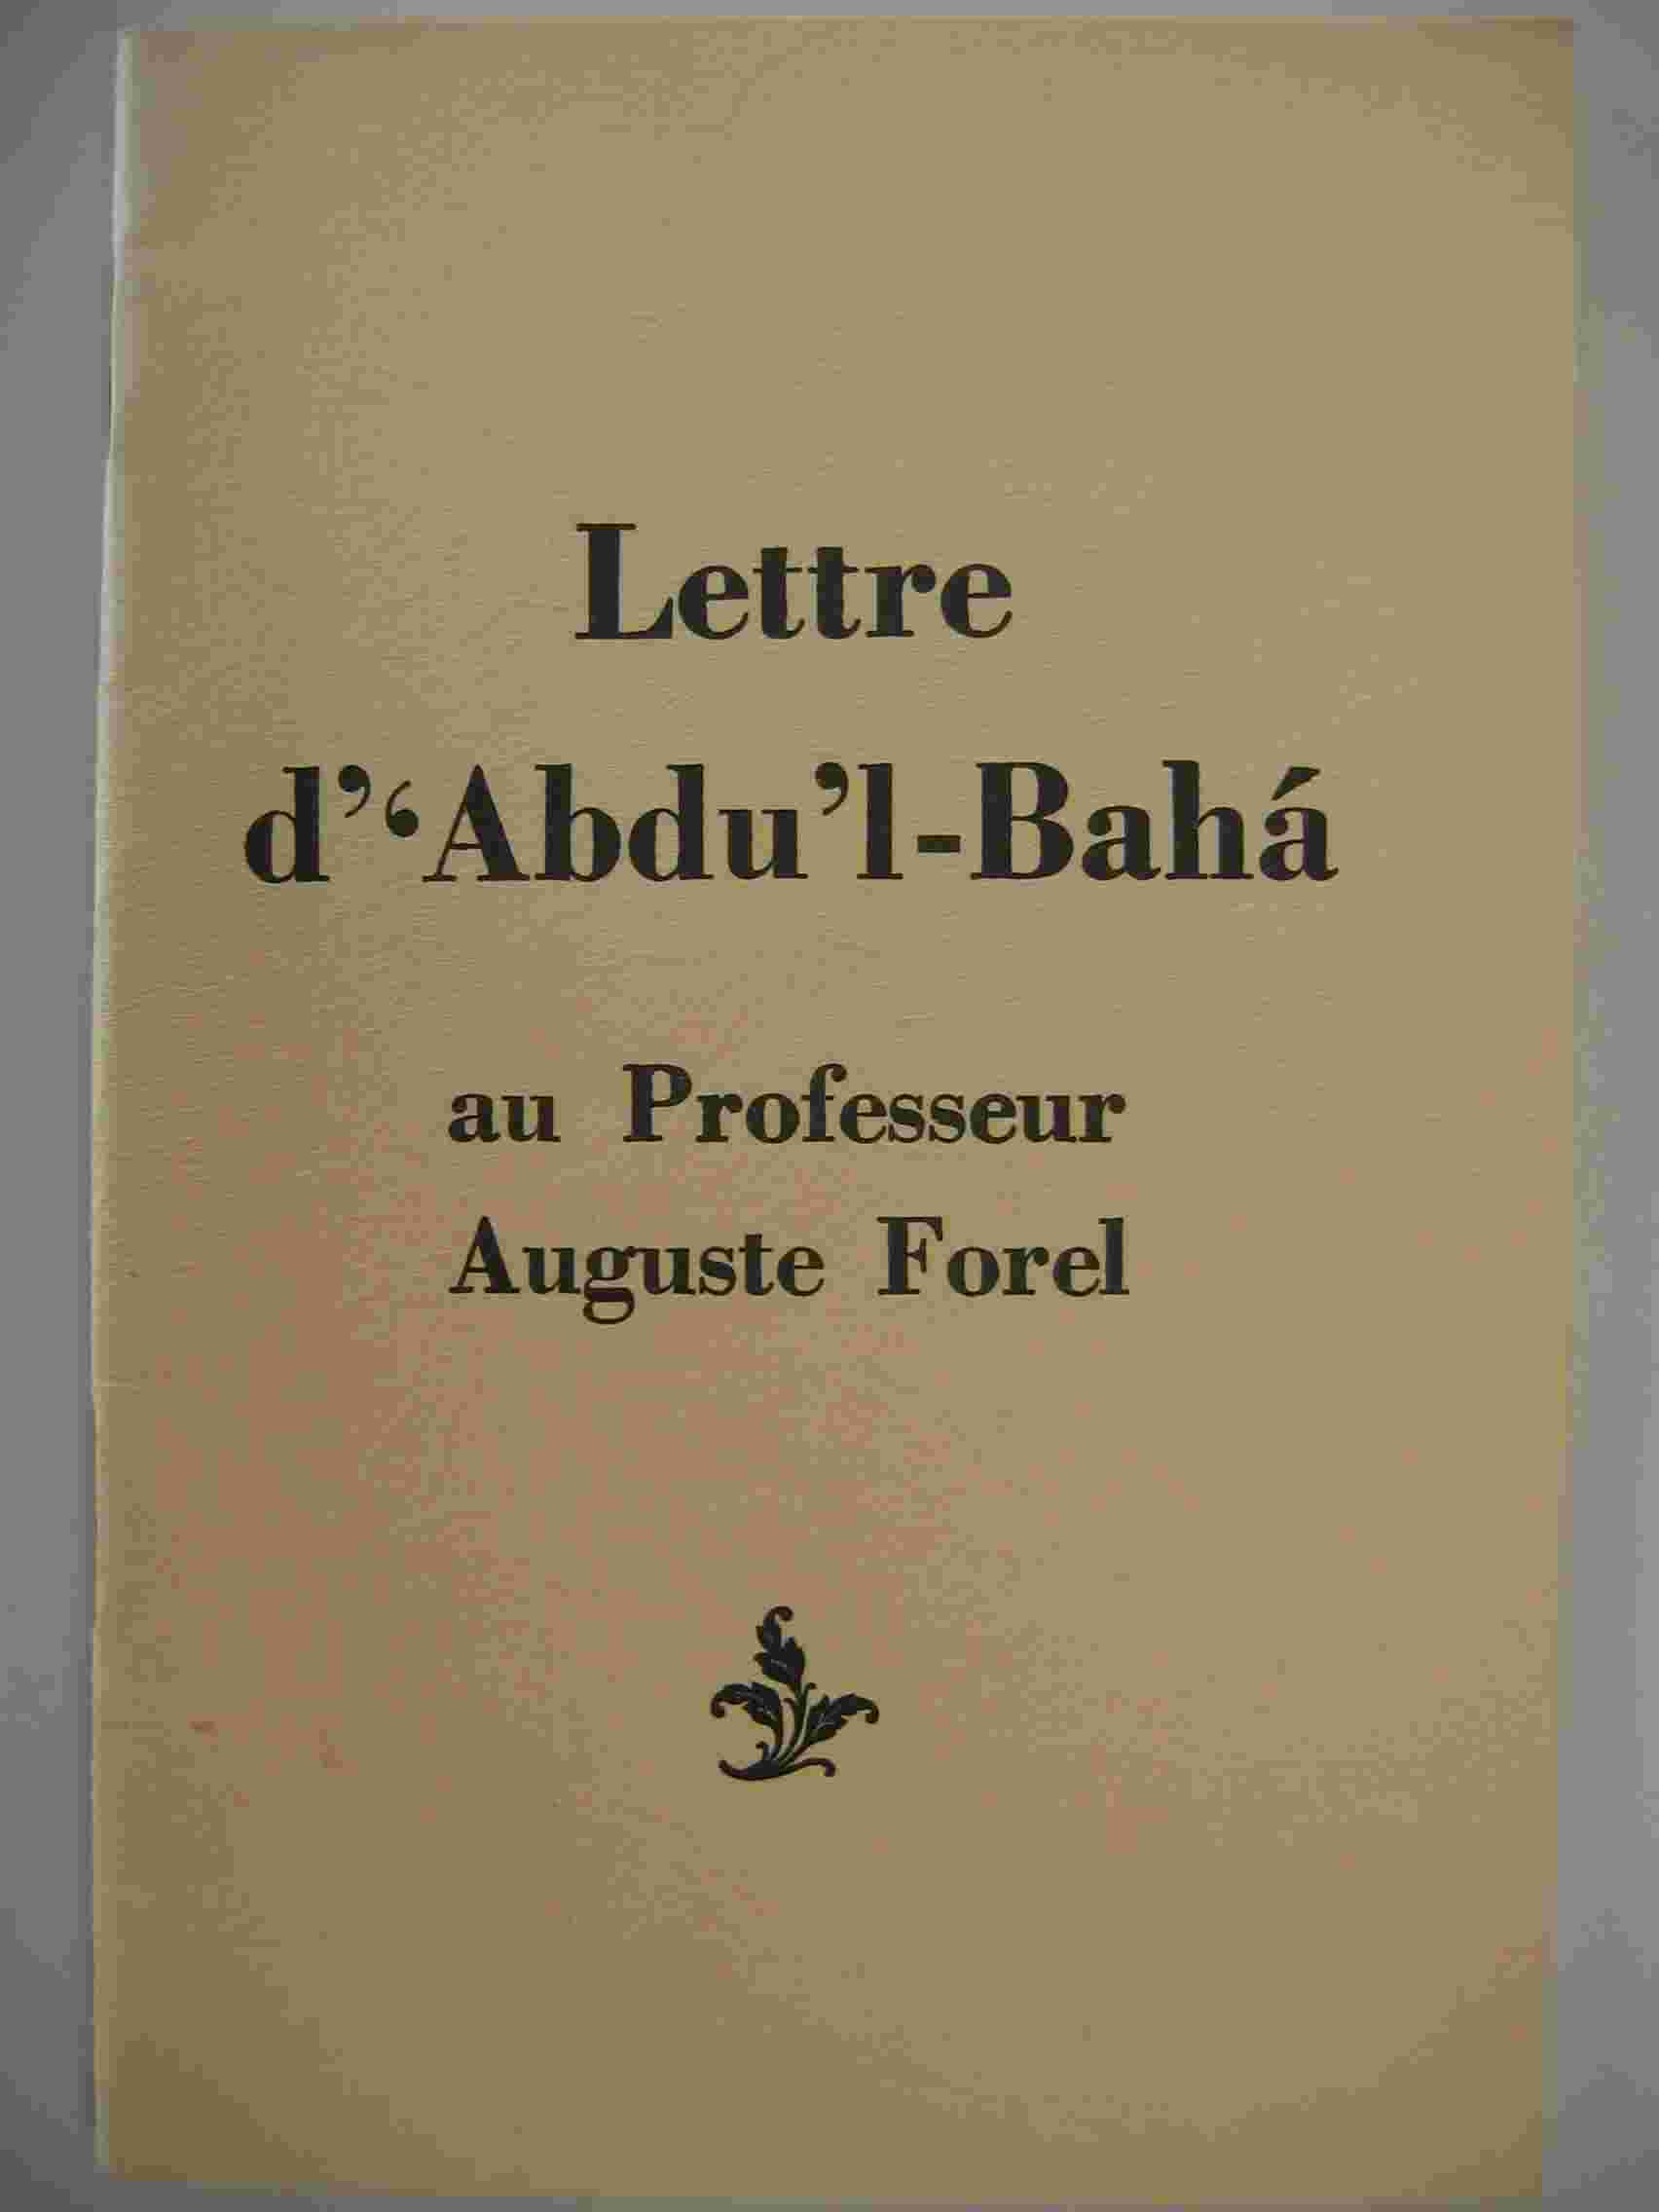 Lettre
d’‘Abdu’l-Bahá
au Professeur
Auguste Forel